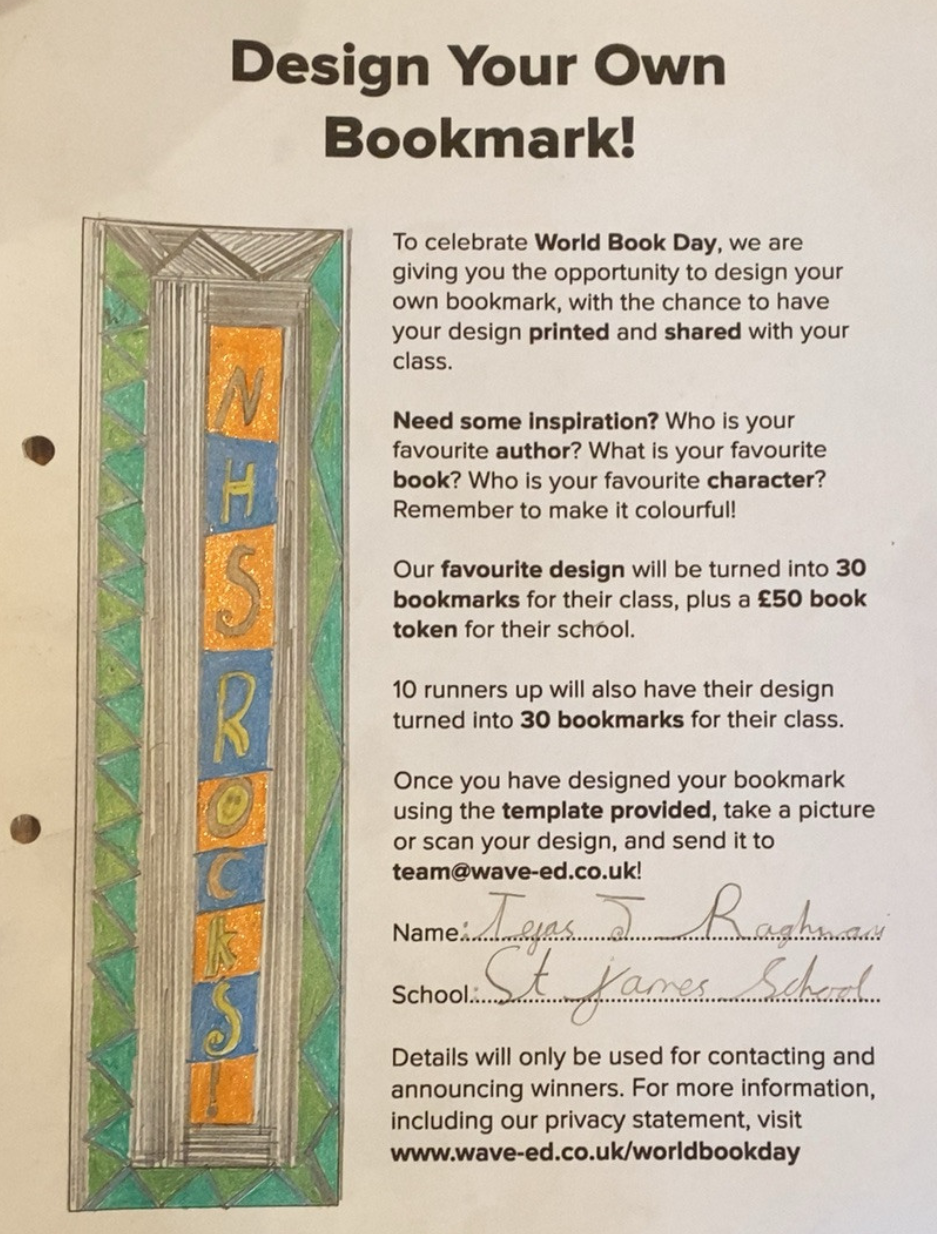 Design Your Own
Bookmark!
N
H
S
R
O
C
K
S
!
To celebrate World Book Day, we are
giving you the opportunity to design your
own bookmark, with the chance to have
your design printed and shared with your
class.
Need some inspiration? Who is your
favourite author? What is your favourite
book? Who is your favourite character?
Remember to make it colourful!
Our favourite design will be turned into 30
bookmarks for their class, plus a £50 book
token for their school.
10 runners up will also have their design
turned into 30 bookmarks for their class.
Once you have designed your bookmark
using the template provided, take a picture
or scan your design, and send it to
team@wave-ed.co.uk!
Name: Tejas J
School: St James School
Details will only be used for contacting and
announcing winners. For more information,
including our privacy statement, visit
www.wave-ed.co.uk/worldbookday